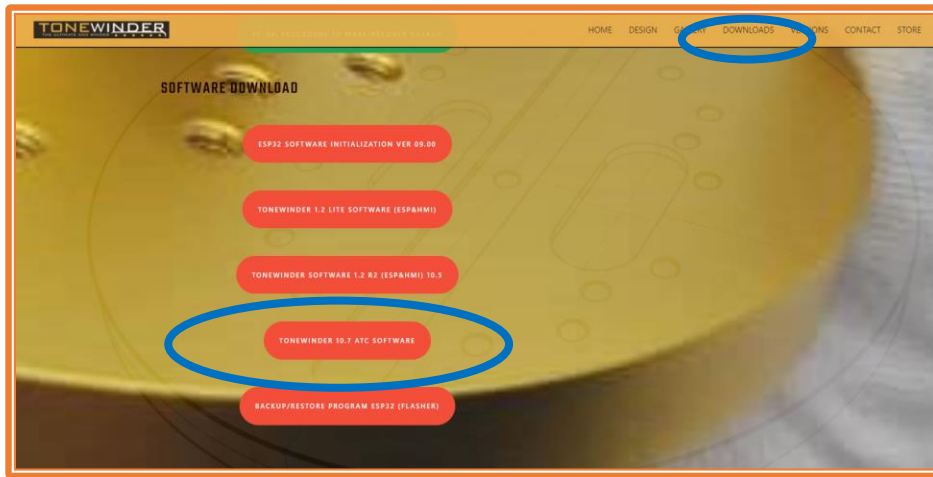 TONEWINDER
HOME DESIGN GALLERY DOWNLOADS VERSIONS CONTACT STORE
SOFTWARE DOWNLOAD
ESP32 SOFTWARE INITIALIZATION VER 09.00
TONEWINDER 1.2 LITE SOFTWARE (ESP&HMI)
TONEWINDER SOFTWARE 1.2 R2 (ESP&HMI) 10.5
TONEWINDER 10.7 ATC SOFTWARE
BACKUP/RESTORE PROGRAM ESP32 (FLASHER)